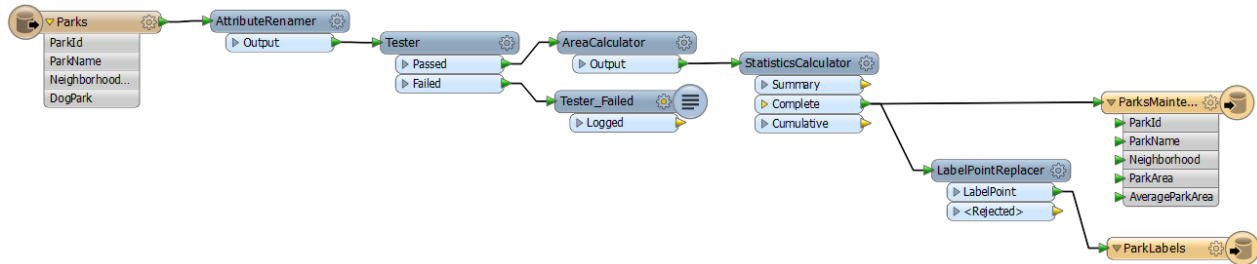 Parks
ParkId
ParkName
Neighborhood...
DogPark
AttributeRenamer
Output
Tester
Passed
Failed
AreaCalculator
Output
Tester_Failed
Logged
StatisticsCalculator
Summary
Complete
Cumulative
LabelPointReplacer
LabelPoint
<Rejected>
ParksMainte...
ParkId
ParkName
Neighborhood
ParkArea
AverageParkArea
ParkLabels